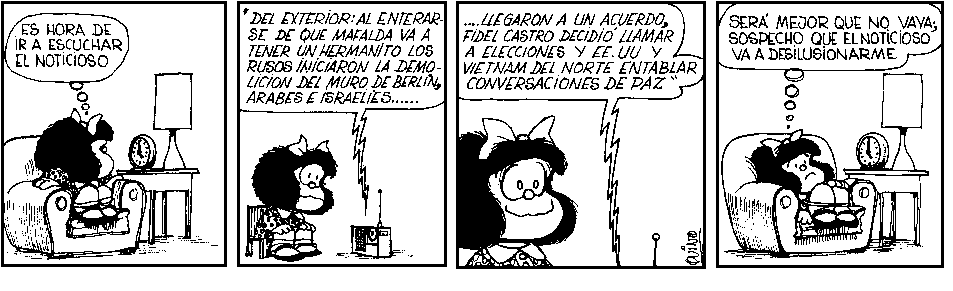 ES HORA DE
IR A ESCUCHAR
EL NOTICIOSO
"DEL EXTERIOR: AL ENTERAR-
SE DE QUE MAFALDA VA A
TENER UN HERMANITO LOS
RUSOS INICIARON LA DEMO-
LICION DEL MURO DE BERLÍN,
ARABES E ISRAELÍES......
....LLEGARON A UN ACUERDO,
FIDEL CASTRO DECIDIÓ LLAMAR
A ELECCIONES Y EE.UU Y
VIETNAM DEL NORTE ENTABLAR
CONVERSACIONES DE PAZ"
QUINO
SERÁ MEJOR QUE NO VAYA;
SOSPECHO QUE EL NOTICIOSO
VA A DESILUSIONARME